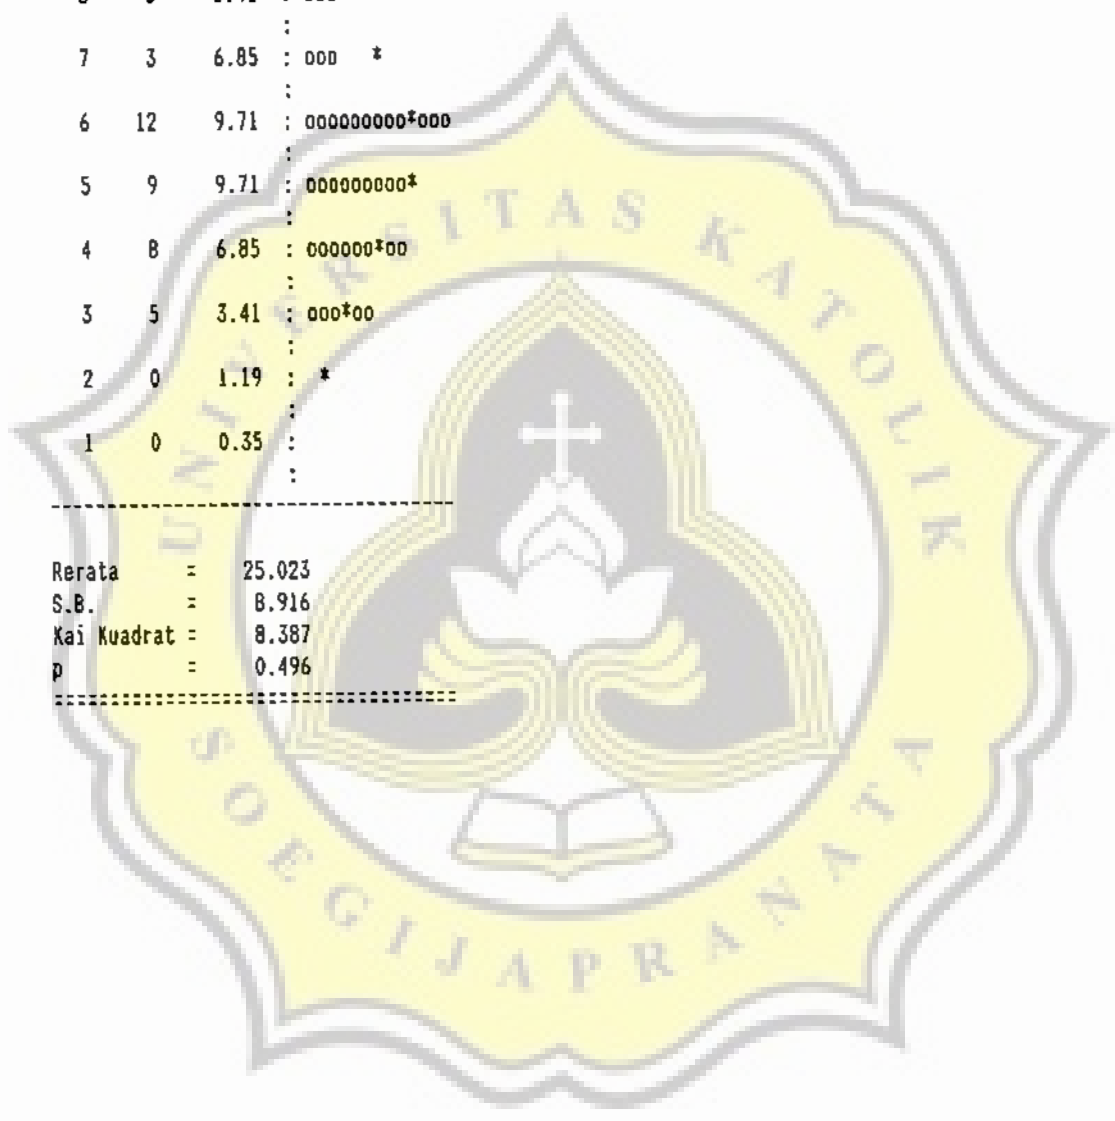 7 3 6.85 : ooo *
:
6 12 9.71 : ooooooooo*ooo
:
5 9 9.71 : ooooooooo*
:
4 8 6.85 : oooooo*oo
:
3 5 3.41 : ooo*oo
:
2 0 1.19 : *
:
1 0 0.35 :
:
----------------------------------------
Rerata = 25.023
S.B. = 8.916
Kai Kuadrat = 8.387
p = 0.496
========================================
UNIVERSITAS KATOLIK
SOEGIJAPRANATA